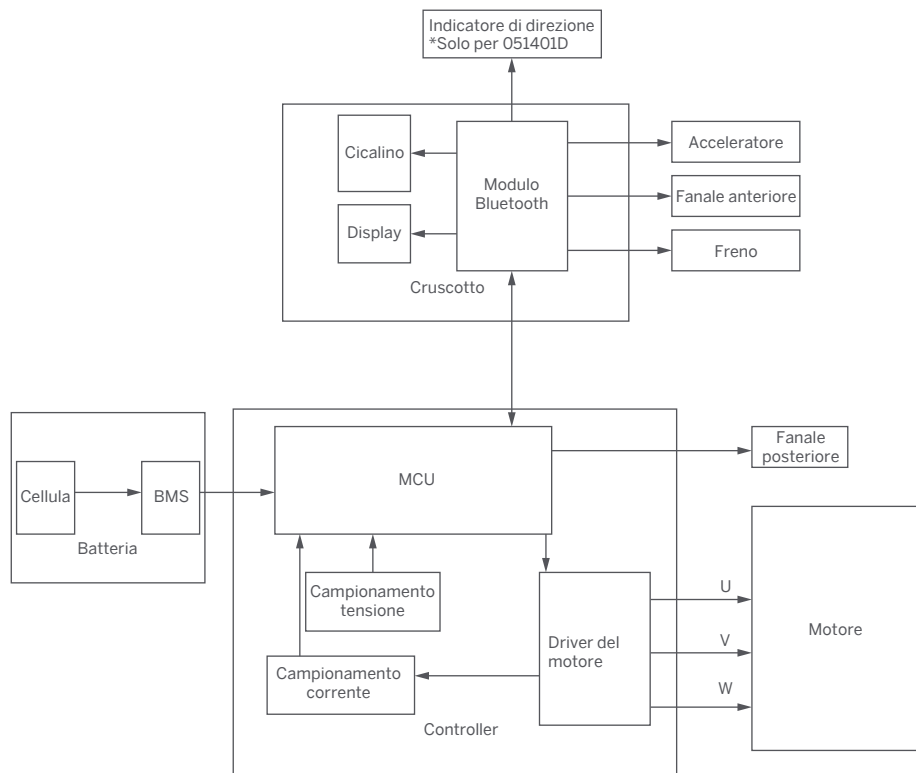 Indicatore di direzione
*Solo per 051401D
Cicalino
Display
Modulo
Bluetooth
Cruscotto
Acceleratore
Fanale anteriore
Freno
MCU
Fanale
posteriore
Cellula
BMS
Batteria
Campionamento
tensione
Campionamento
corrente
Driver del
motore
Controller
U
V
W
Motore